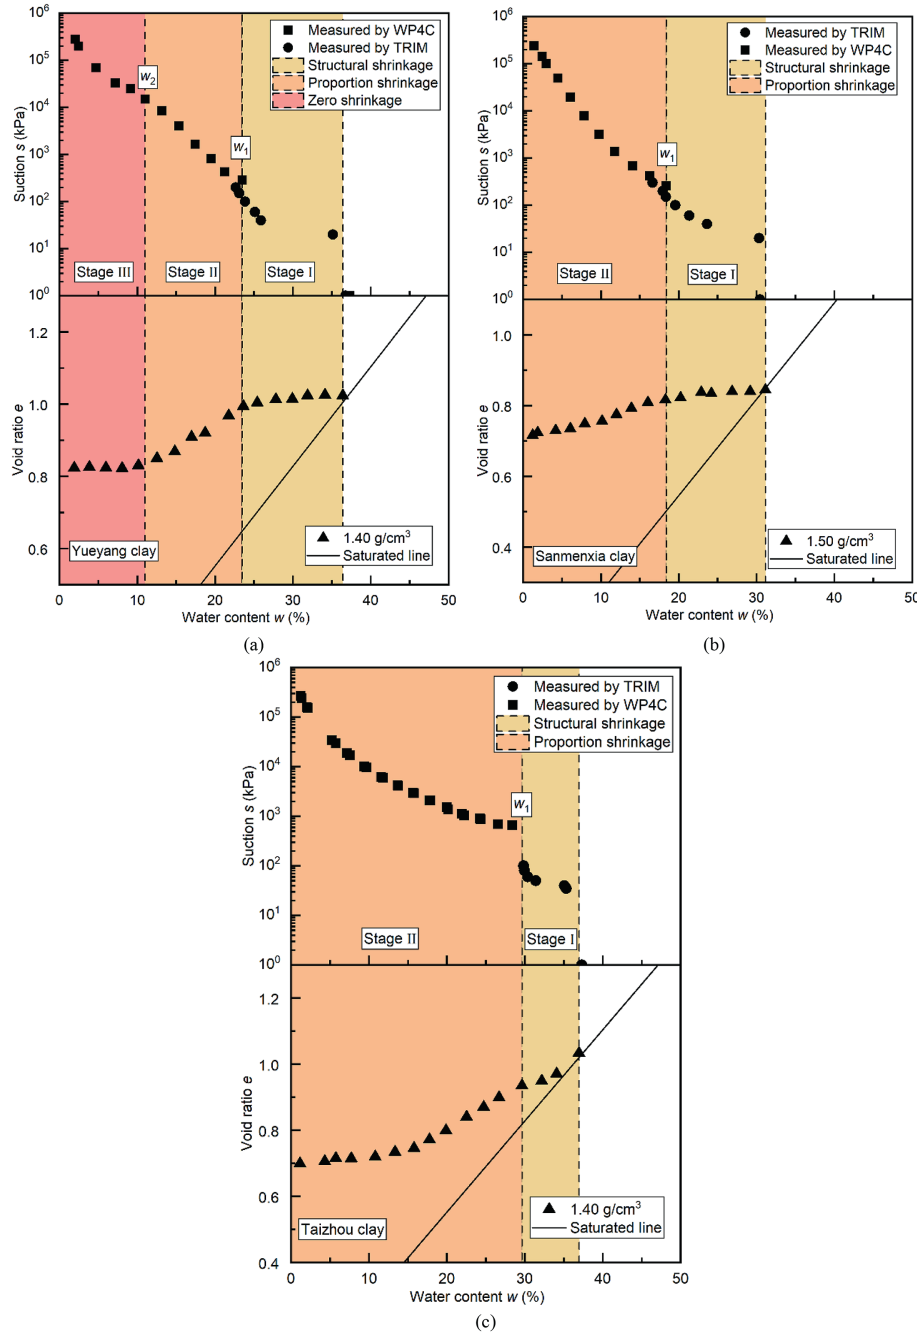 10⁶
10⁵
10⁴
10³
10²
10¹
10⁰
Suction s (kPa)
Measured by WP4C
Measured by TRIM
Structural shrinkage
Proportion shrinkage
Zero shrinkage
w₂
w₁
Stage III
Stage II
Stage I
1.2
1.0
0.8
0.6
Void ratio e
Yueyang clay
1.40 g/cm³
Saturated line
0 10 20 30 40 50
Water content w (%)
(a)
10⁶
10⁵
10⁴
10³
10²
10¹
10⁰
Suction s (kPa)
Measured by TRIM
Measured by WP4C
Structural shrinkage
Proportion shrinkage
w₁
Stage II
Stage I
1.0
0.8
0.6
0.4
Void ratio e
Sanmenxia clay
1.50 g/cm³
Saturated line
0 10 20 30 40 50
Water content w (%)
(b)
10⁶
10⁵
10⁴
10³
10²
10¹
10⁰
Suction s (kPa)
Measured by TRIM
Measured by WP4C
Structural shrinkage
Proportion shrinkage
w₁
Stage II
Stage I
1.2
1.0
0.8
0.6
0.4
Void ratio e
Taizhou clay
1.40 g/cm³
Saturated line
0 10 20 30 40 50
Water content w (%)
(c)